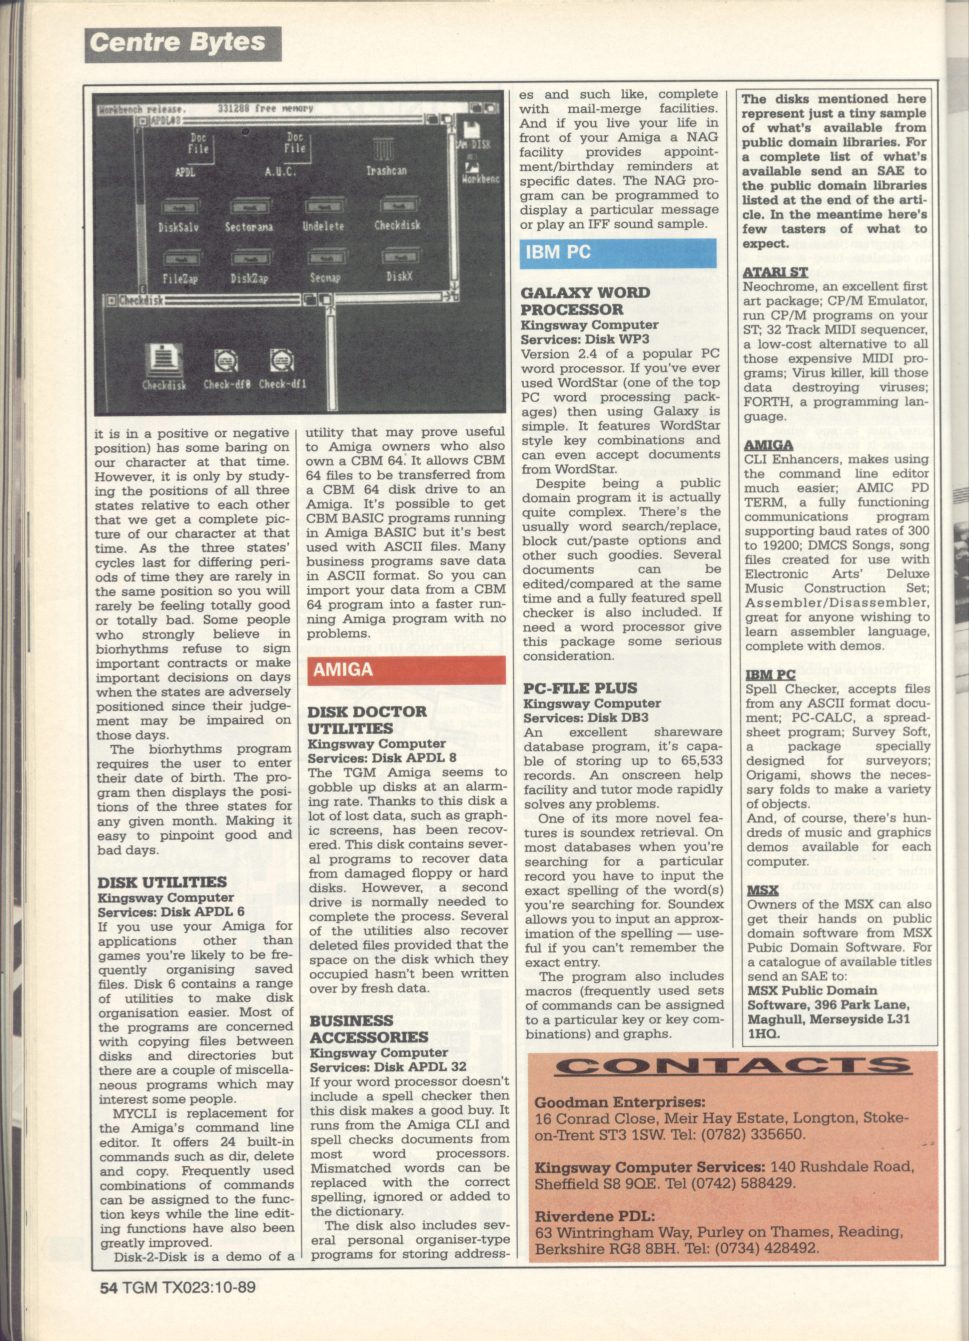 Centre Bytes
Workbench release. 331288 free memory
APDL#8
Doc
File
Doc
File
APDL
A.U.C.
Trashcan
RAM DISK
Workbenc
DiskSalv
Sectorama
Undelete
Checkdisk
FileZap
DiskZap
Secmap
DiskX
Checkdisk
Checkdisk
Check-df0
Check-df1
it is in a positive or negative
position) has some baring on
our character at that time.
However, it is only by study-
ing the positions of all three
states relative to each other
that we get a complete pic-
ture of our character at that
time. As the three states'
cycles last for differing peri-
ods of time they are rarely in
the same position so you will
rarely be feeling totally good
or totally bad. Some people
who strongly believe in
biorhythms refuse to sign
important contracts or make
important decisions on days
when the states are adversely
positioned since their judge-
ment may be impaired on
those days.
The biorhythms program
requires the user to enter
their date of birth. The pro-
gram then displays the posi-
tions of the three states for
any given month. Making it
easy to pinpoint good and
bad days.
DISK UTILITIES
Kingsway Computer
Services: Disk APDL 6
If you use your Amiga for
applications other than
games you're likely to be fre-
quently organising saved
files. Disk 6 contains a range
of utilities to make disk
organisation easier. Most of
the programs are concerned
with copying files between
disks and directories but
there are a couple of miscella-
neous programs which may
interest some people.
MYCLI is replacement for
the Amiga's command line
editor. It offers 24 built-in
commands such as dir, delete
and copy. Frequently used
combinations of commands
can be assigned to the func-
tion keys while the line edit-
ing functions have also been
greatly improved.
Disk-2-Disk is a demo of a
utility that may prove useful
to Amiga owners who also
own a CBM 64. It allows CBM
64 files to be transferred from
a CBM 64 disk drive to an
Amiga. It's possible to get
CBM BASIC programs running
in Amiga BASIC but it's best
used with ASCII files. Many
business programs save data
in ASCII format. So you can
import your data from a CBM
64 program into a faster run-
ning Amiga program with no
problems.
AMIGA
DISK DOCTOR
UTILITIES
Kingsway Computer
Services: Disk APDL 8
The TGM Amiga seems to
gobble up disks at an alarm-
ing rate. Thanks to this disk a
lot of lost data, such as graph-
ic screens, has been recov-
ered. This disk contains sever-
al programs to recover data
from damaged floppy or hard
disks. However, a second
drive is normally needed to
complete the process. Several
of the utilities also recover
deleted files provided that the
space on the disk which they
occupied hasn't been written
over by fresh data.
BUSINESS
ACCESSORIES
Kingsway Computer
Services: Disk APDL 32
If your word processor doesn't
include a spell checker then
this disk makes a good buy. It
runs from the Amiga CLI and
spell checks documents from
most word processors.
Mismatched words can be
replaced with the correct
spelling, ignored or added to
the dictionary.
The disk also includes sev-
eral personal organiser-type
programs for storing address-
es and such like, complete
with mail-merge facilities.
And if you live your life in
front of your Amiga a NAG
facility provides appoint-
ment/birthday reminders at
specific dates. The NAG pro-
gram can be programmed to
display a particular message
or play an IFF sound sample.
IBM PC
GALAXY WORD
PROCESSOR
Kingsway Computer
Services: Disk WP3
Version 2.4 of a popular PC
word processor. If you've ever
used WordStar (one of the top
PC word processing pack-
ages) then using Galaxy is
simple. It features WordStar
style key combinations and
can even accept documents
from WordStar.
Despite being a public
domain program it is actually
quite complex. There's the
usually word search/replace,
block cut/paste options and
other such goodies. Several
documents can be
edited/compared at the same
time and a fully featured spell
checker is also included. If
need a word processor give
this package some serious
consideration.
PC-FILE PLUS
Kingsway Computer
Services: Disk DB3
An excellent shareware
database program, it's capa-
ble of storing up to 65,533
records. An onscreen help
facility and tutor mode rapidly
solves any problems.
One of its more novel fea-
tures is soundex retrieval. On
most databases when you're
searching for a particular
record you have to input the
exact spelling of the word(s)
you're searching for. Soundex
allows you to input an approx-
imation of the spelling — use-
ful if you can't remember the
exact entry.
The program also includes
macros (frequently used sets
of commands can be assigned
to a particular key or key com-
binations) and graphs.
The disks mentioned here
represent just a tiny sample
of what's available from
public domain libraries. For
a complete list of what's
available send an SAE to
the public domain libraries
listed at the end of the arti-
cle. In the meantime here's
few tasters of what to
expect.
ATARI ST
Neochrome, an excellent first
art package; CP/M Emulator,
run CP/M programs on your
ST; 32 Track MIDI sequencer,
a low-cost alternative to all
those expensive MIDI pro-
grams; Virus killer, kill those
data destroying viruses;
FORTH, a programming lan-
guage.
AMIGA
CLI Enhancers, makes using
the command line editor
much easier; AMIC PD
TERM, a fully functioning
communications program
supporting baud rates of 300
to 19200; DMCS Songs, song
files created for use with
Electronic Arts' Deluxe
Music Construction Set;
Assembler/Disassembler,
great for anyone wishing to
learn assembler language,
complete with demos.
IBM PC
Spell Checker, accepts files
from any ASCII format docu-
ment; PC-CALC, a spread-
sheet program; Survey Soft,
a package specially
designed for surveyors;
Origami, shows the neces-
sary folds to make a variety
of objects.
And, of course, there's hun-
dreds of music and graphics
demos available for each
computer.
MSX
Owners of the MSX can also
get their hands on public
domain software from MSX
Pubic Domain Software. For
a catalogue of available titles
send an SAE to:
MSX Public Domain
Software, 396 Park Lane,
Maghull, Merseyside L31
1HQ.
CONTACTS
Goodman Enterprises:
16 Conrad Close, Meir Hay Estate, Longton, Stoke-
on-Trent ST3 1SW. Tel: (0782) 335650.
Kingsway Computer Services: 140 Rushdale Road,
Sheffield S8 9QE. Tel (0742) 588429.
Riverdene PDL:
63 Wintringham Way, Purley on Thames, Reading,
Berkshire RG8 8BH. Tel: (0734) 428492.
54 TGM TX023:10-89